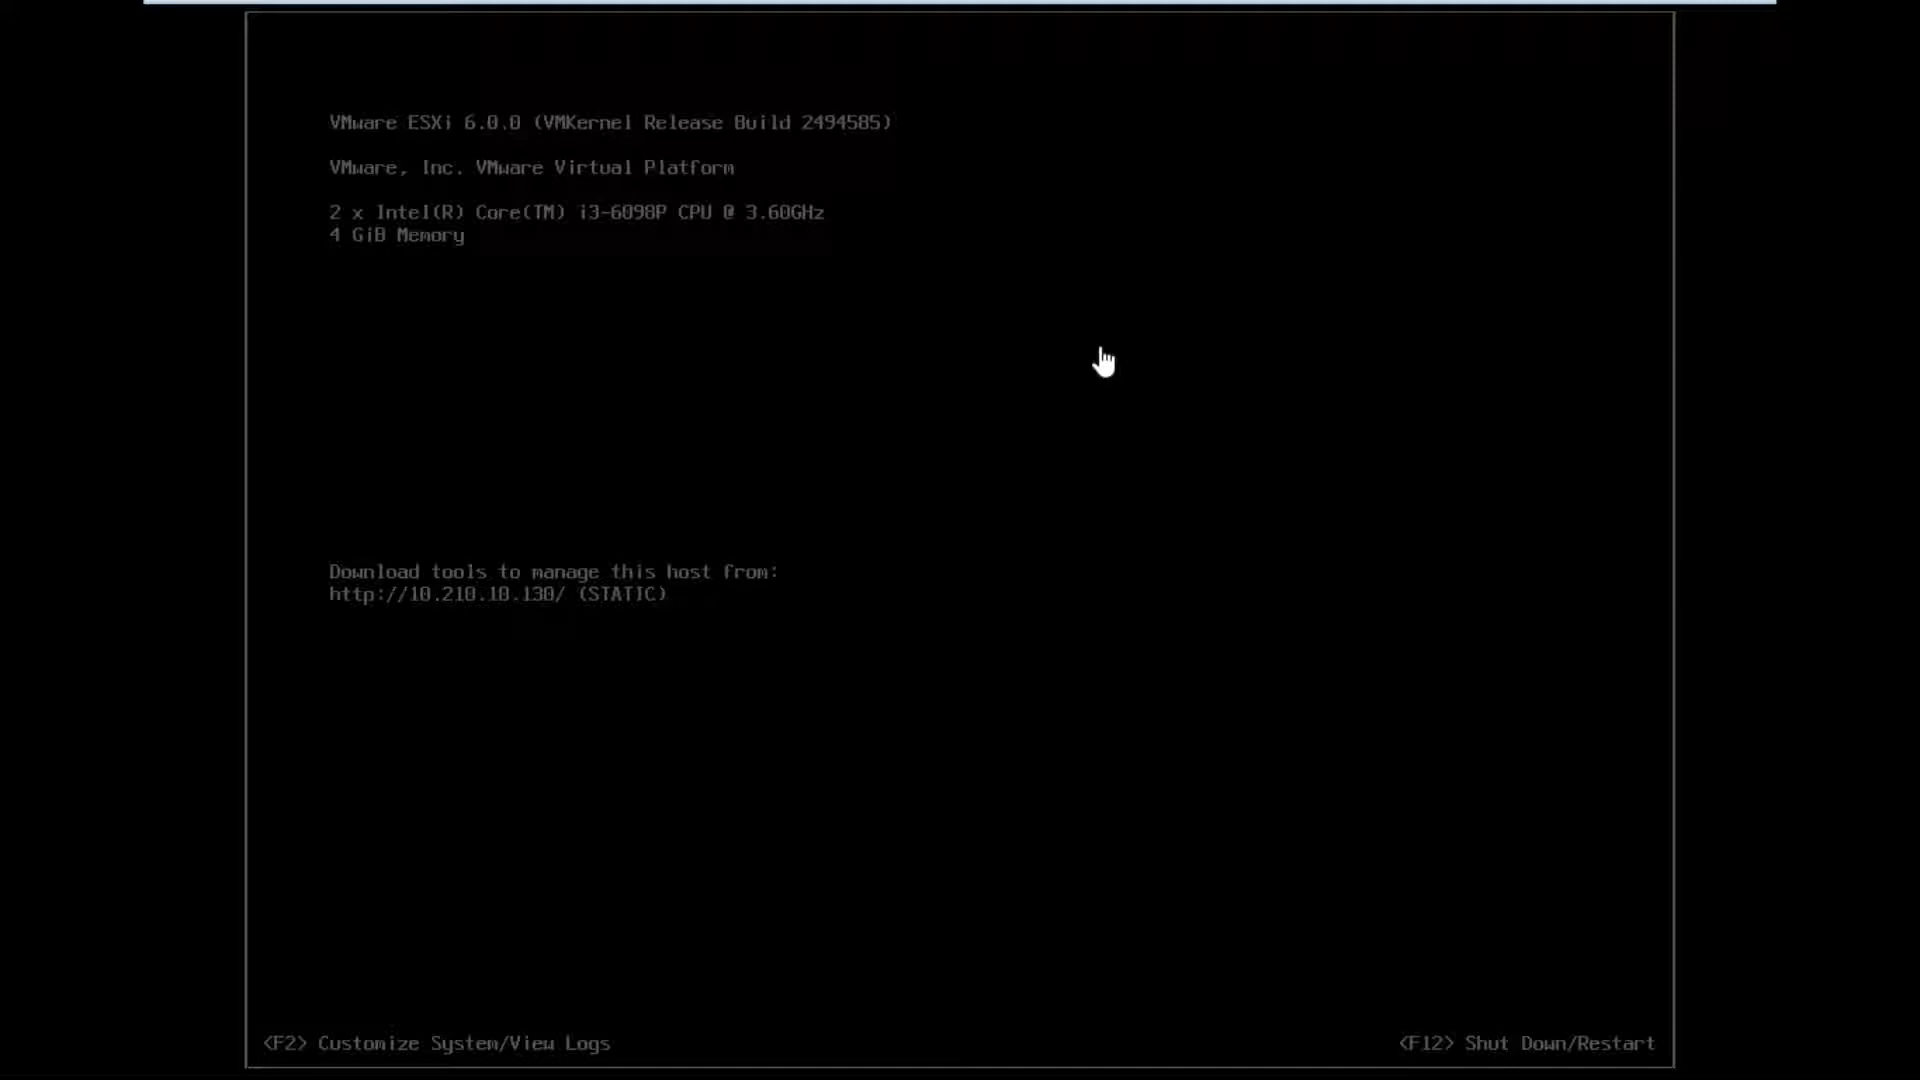 VMware ESXi 6.0.0 (VMKernel Release Build 2494585)
VMware, Inc. VMware Virtual Platform
2 x Intel(R) Core(TM) i3-6098P CPU @ 3.60GHz
4 GiB Memory
Download tools to manage this host from:
http://10.210.10.130/ (STATIC)
<F2> Customize System/View Logs
<F12> Shut Down/Restart